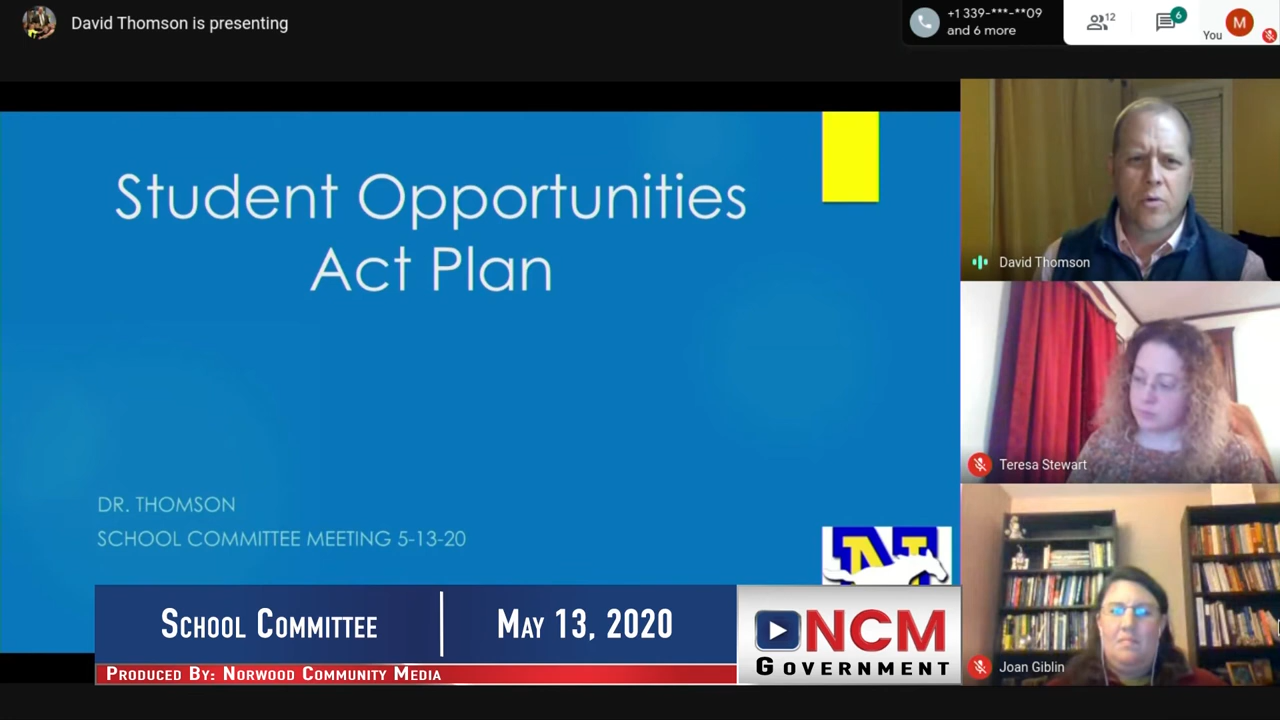 David Thomson is presenting
+1 339-***-**09
and 6 more
12
6
You
M
Student Opportunities
Act Plan
DR. THOMSON
SCHOOL COMMITTEE MEETING 5-13-20
N
David Thomson
Teresa Stewart
Joan Giblin
School Committee
May 13, 2020
NCM
Government
Produced By: Norwood Community Media